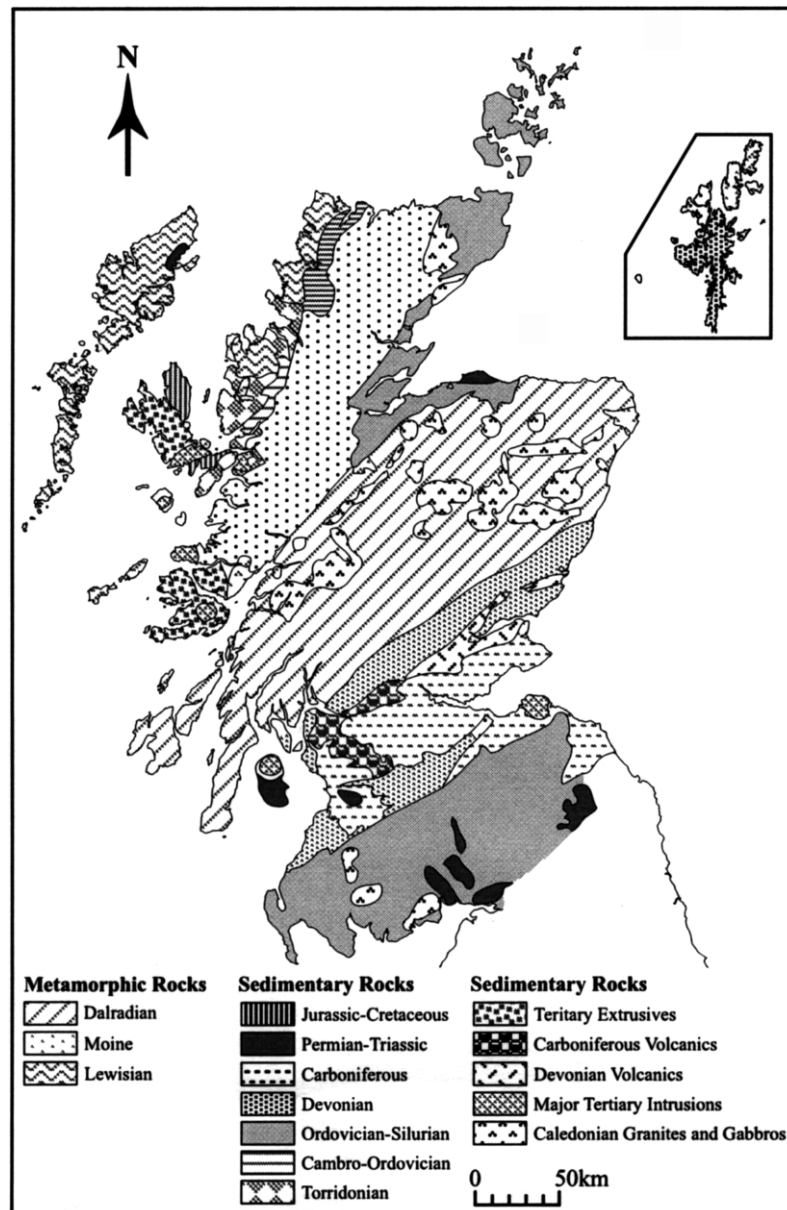 N
Metamorphic Rocks
Dalradian
Moine
Lewisian
Sedimentary Rocks
Jurassic-Cretaceous
Permian-Triassic
Carboniferous
Devonian
Ordovician-Silurian
Cambro-Ordovician
Torridonian
Sedimentary Rocks
Teritary Extrusives
Carboniferous Volcanics
Devonian Volcanics
Major Tertiary Intrusions
Caledonian Granites and Gabbros
0 50km